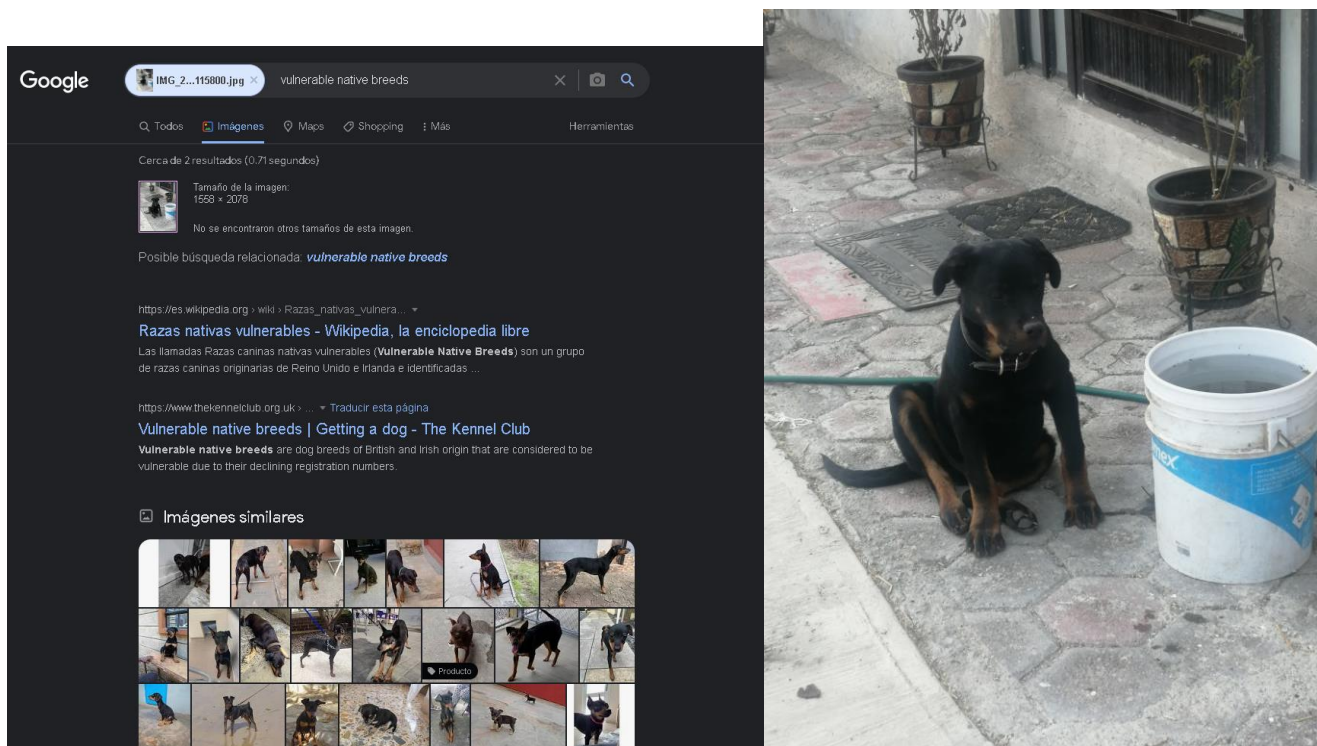 Google
IMG_2...115800.jpg ×
vulnerable native breeds
Todos
Imágenes
Maps
Shopping
Más
Herramientas
Cerca de 2 resultados (0.71 segundos)
Tamaño de la imagen:
1558 × 2078
No se encontraron otros tamaños de esta imagen.
Posible búsqueda relacionada: vulnerable native breeds
https://es.wikipedia.org › wiki › Razas_nativas_vulnera...
Razas nativas vulnerables - Wikipedia, la enciclopedia libre
Las llamadas Razas caninas nativas vulnerables (Vulnerable Native Breeds) son un grupo
de razas caninas originarias de Reino Unido e Irlanda e identificadas ...
https://www.thekennelclub.org.uk › ... Traducir esta página
Vulnerable native breeds | Getting a dog - The Kennel Club
Vulnerable native breeds are dog breeds of British and Irish origin that are considered to be
vulnerable due to their declining registration numbers.
Imágenes similares
Producto